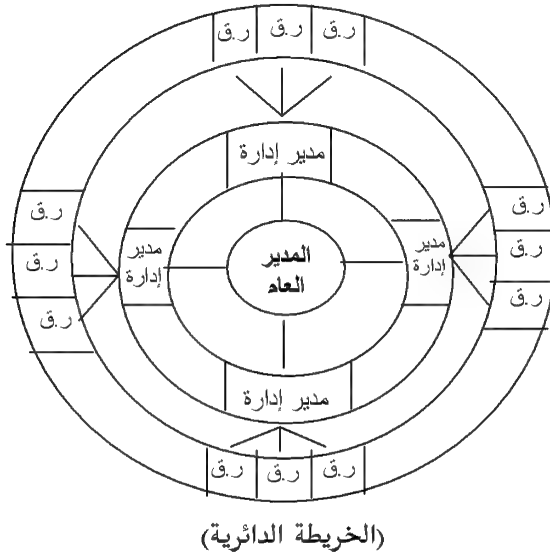 ر.ق ر.ق ر.ق
مدير إدارة
ر.ق
ر.ق
ر.ق
مدير
إدارة
المدير
العام
مدير
إدارة
ر.ق
ر.ق
ر.ق
مدير إدارة
ر.ق ر.ق ر.ق
(الخريطة الدائرية)